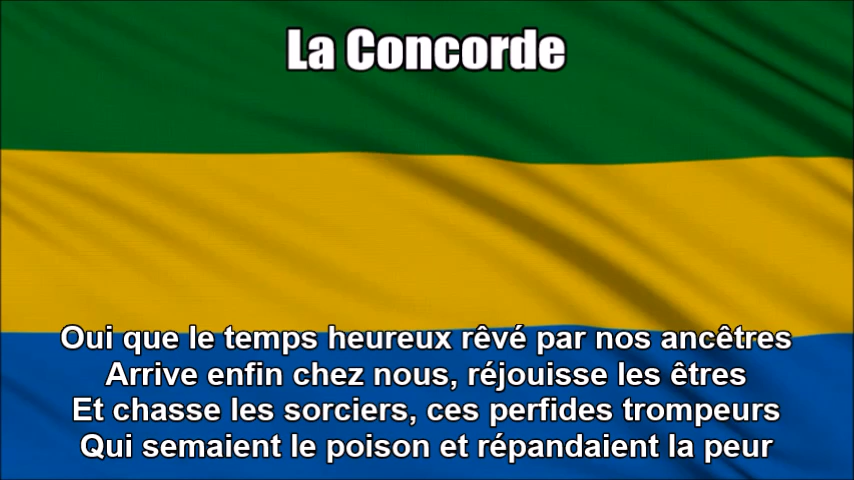 La Concorde
Oui que le temps heureux rêvé par nos ancêtres
Arrive enfin chez nous, réjouisse les êtres
Et chasse les sorciers, ces perfides trompeurs
Qui semaient le poison et répandaient la peur